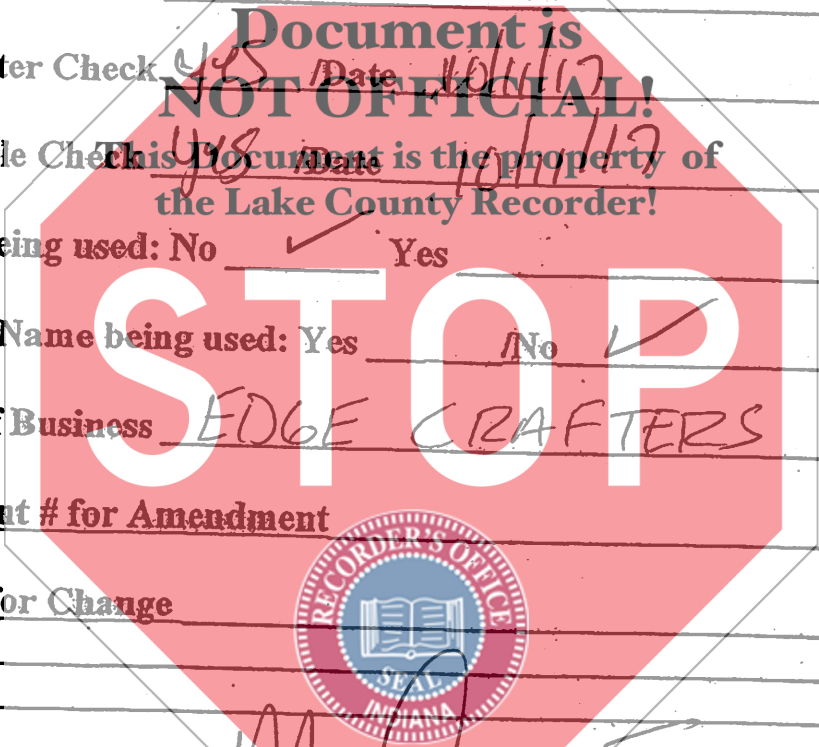 Document is
ter Check yes /Date 10/11/17
NOT OFFICIAL!
le Check yes /Date 10/11/17
This Document is the property of
the Lake County Recorder!
eing used: No ✓ Yes
Name being used: Yes /No ✓
STOP
f Business EDGE CRAFTERS
nt # for Amendment
RECORDER'S OFFICE
or Change
SEAL
INDIANA